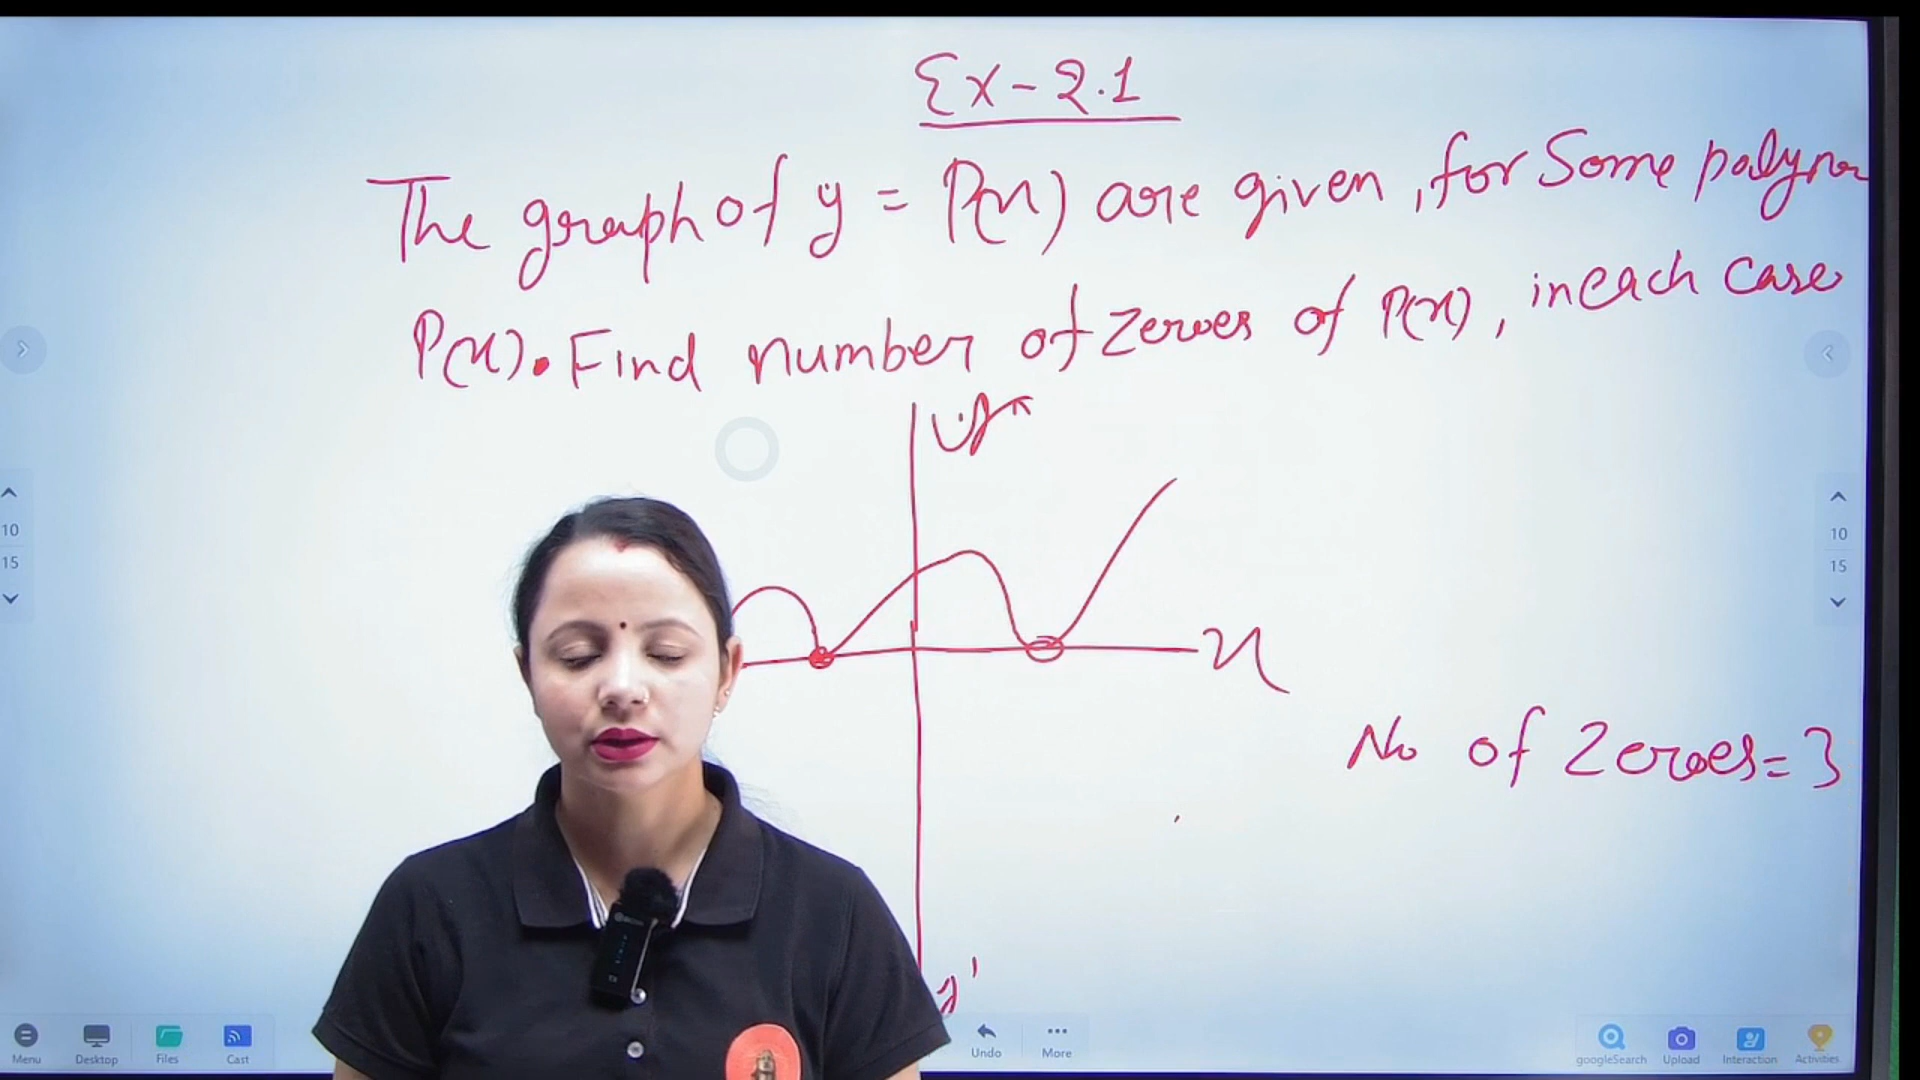 Ex-2.1
The graph of y = P(x) are given, for Some polyno
P(x). Find number of Zeroes of P(x), in each case
y
x
No of Zeroes=3
y'
10
15
10
15
Menu
Desktop
Files
Cast
Undo
More
googleSearch
Upload
Interaction
Activities